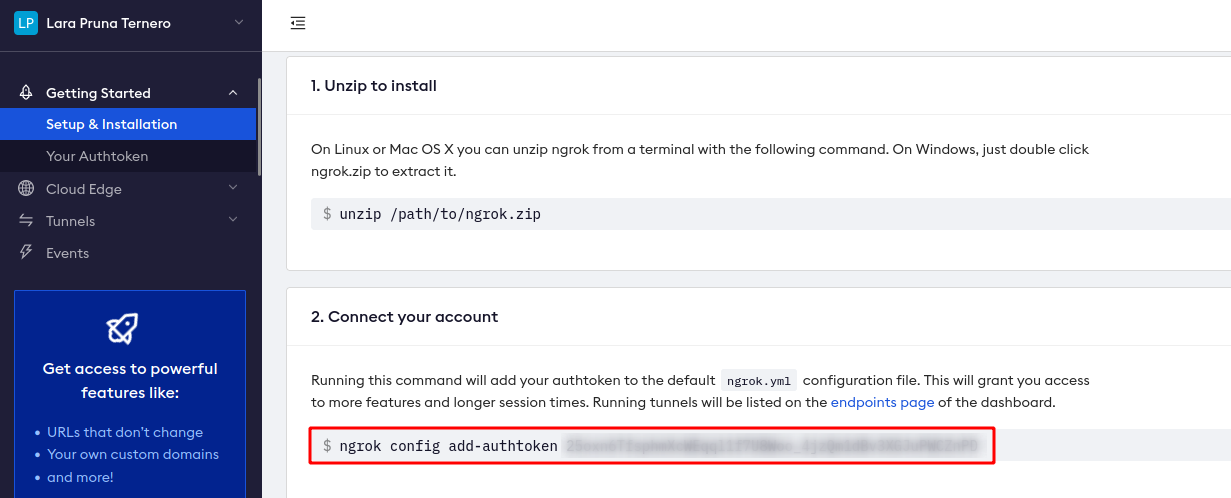 LP Lara Pruna Ternero
Getting Started
Setup & Installation
Your Authtoken
Cloud Edge
Tunnels
Events
Get access to powerful
features like:
• URLs that don't change
• Your own custom domains
• and more!
1. Unzip to install
On Linux or Mac OS X you can unzip ngrok from a terminal with the following command. On Windows, just double click
ngrok.zip to extract it.
$ unzip /path/to/ngrok.zip
2. Connect your account
Running this command will add your authtoken to the default ngrok.yml configuration file. This will grant you access
to more features and longer session times. Running tunnels will be listed on the endpoints page of the dashboard.
$ ngrok config add-authtoken